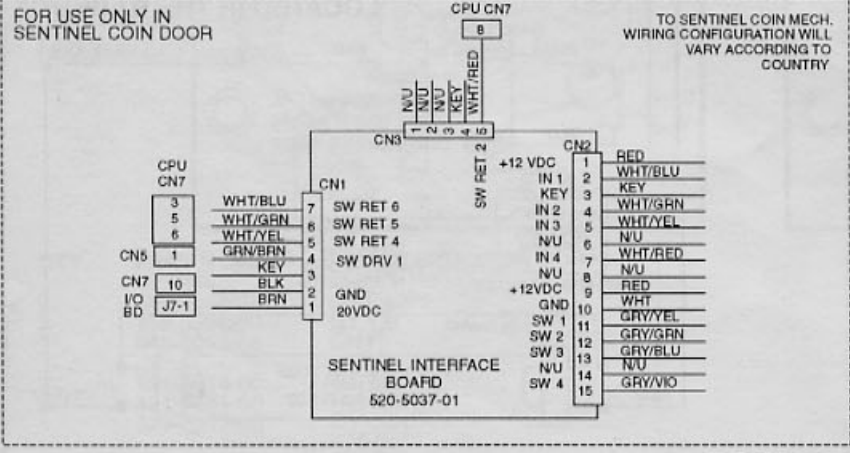 FOR USE ONLY IN
SENTINEL COIN DOOR
CPU CN7
8
TO SENTINEL COIN MECH.
WIRING CONFIGURATION WILL
VARY ACCORDING TO
COUNTRY
N/U
N/U
N/U
KEY
WHT/RED
CN3
1 2 3 4 5
SW RET 2
CPU
CN7
3
5
6
CN5 1
CN7 10
I/O
BD J7-1
CN1
WHT/BLU 7 SW RET 6
WHT/GRN 6 SW RET 5
WHT/YEL 5 SW RET 4
GRN/BRN 4 SW DRV 1
KEY 3
BLK 2 GND
BRN 1 20VDC
CN2
+12 VDC 1 RED
IN 1 2 WHT/BLU
KEY 3 KEY
IN 2 4 WHT/GRN
IN 3 5 WHT/YEL
N/U 6 N/U
IN 4 7 WHT/RED
N/U 8 N/U
+12VDC 9 RED
GND 10 WHT
SW 1 11 GRY/YEL
SW 2 12 GRY/GRN
SW 3 13 GRY/BLU
N/U 14 N/U
SW 4 15 GRY/VIO
SENTINEL INTERFACE
BOARD
520-5037-01